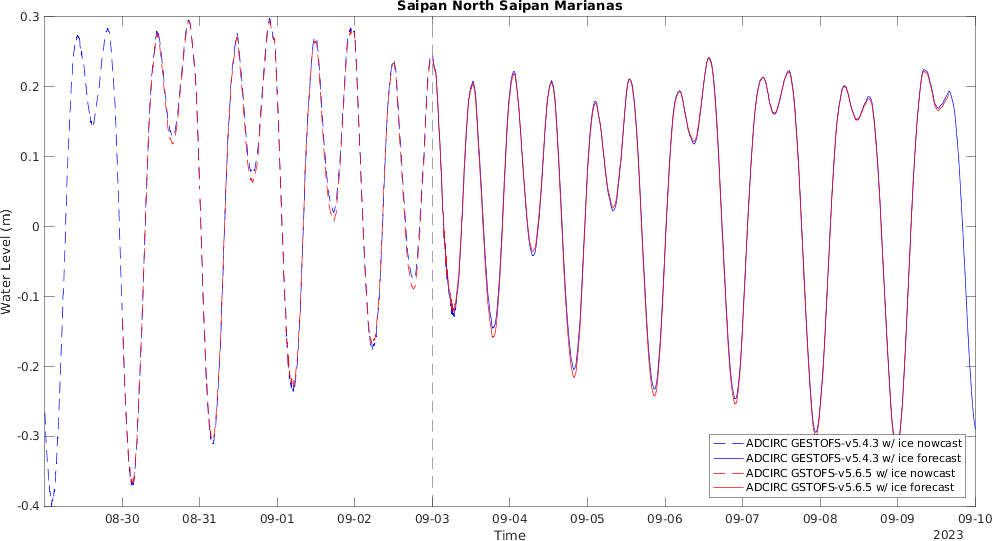 Saipan North Saipan Marianas
0.3
0.2
0.1
0
-0.1
-0.2
-0.3
-0.4
Water Level (m)
ADCIRC GESTOFS-v5.4.3 w/ ice nowcast
ADCIRC GESTOFS-v5.4.3 w/ ice forecast
ADCIRC GSTOFS-v5.6.5 w/ ice nowcast
ADCIRC GSTOFS-v5.6.5 w/ ice forecast
08-30 08-31 09-01 09-02 09-03 09-04 09-05 09-06 09-07 09-08 09-09 09-10
Time
2023